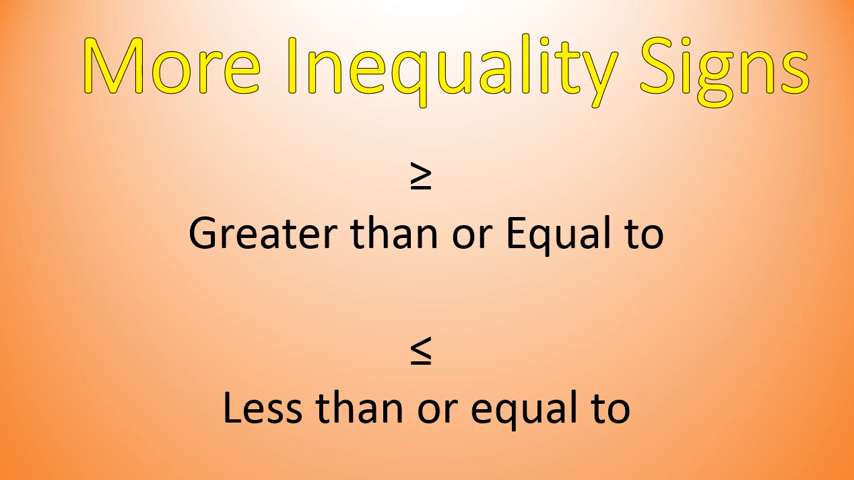 More Inequality Signs
≥
Greater than or Equal to
≤
Less than or equal to